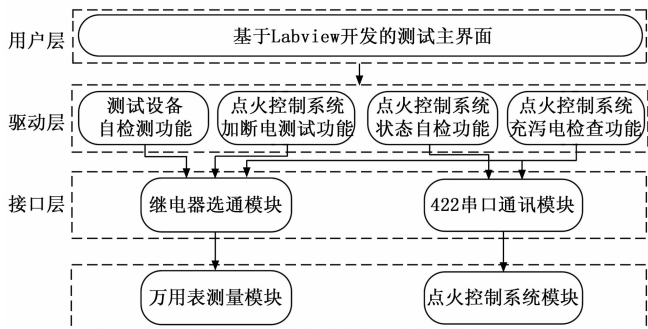 用户层
基于Labview开发的测试主界面
驱动层
测试设备
自检测功能
点火控制系统
加断电测试功能
点火控制系统
状态自检功能
点火控制系统
充泻电检查功能
接口层
继电器选通模块
422串口通讯模块
万用表测量模块
点火控制系统模块